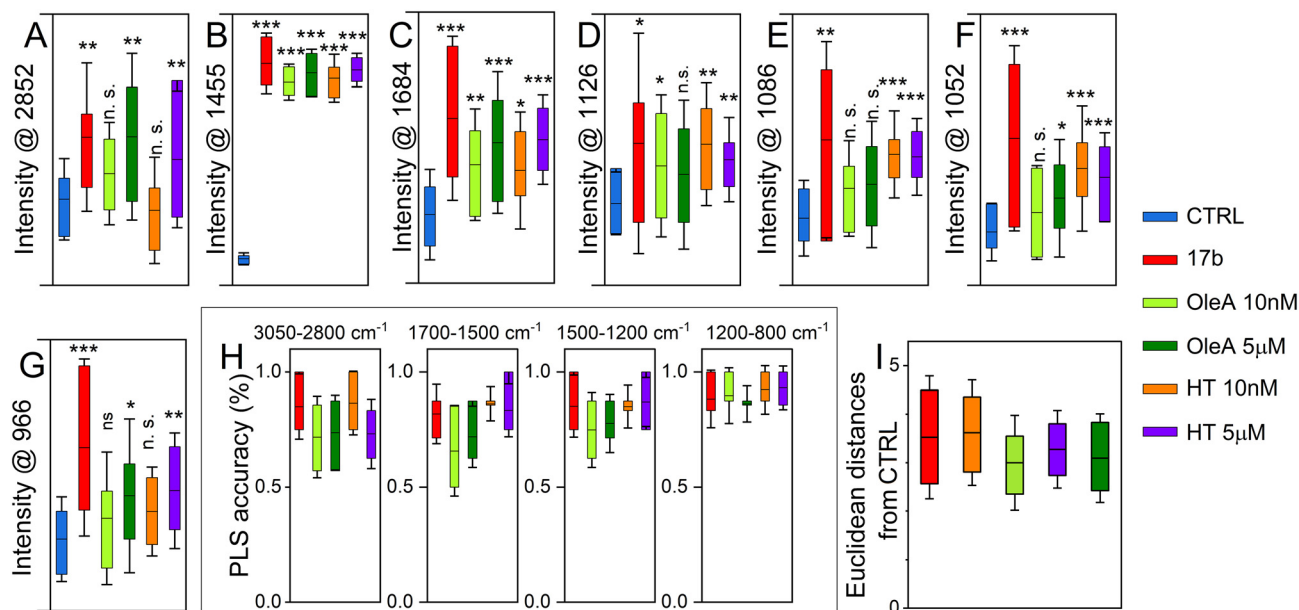 A
Intensity @ 2852
** n. s. ** n. s. **
B
Intensity @ 1455
*** *** *** *** ***
C
Intensity @ 1684
*** ** *** * ***
D
Intensity @ 1126
* * n.s. ** **
E
Intensity @ 1086
** n. s. n. s. *** ***
F
Intensity @ 1052
*** n. s. * *** ***
CTRL
17b
OleA 10nM
OleA 5μM
HT 10nM
HT 5μM
G
Intensity @ 966
*** ns * n. s. **
H
PLS accuracy (%)
3050-2800 cm-1
1700-1500 cm-1
1500-1200 cm-1
1200-800 cm-1
1.0 1.0 1.0 1.0
0.5 0.5 0.5 0.5
0.0 0.0 0.0 0.0
I
Euclidean distances
from CTRL
5
0